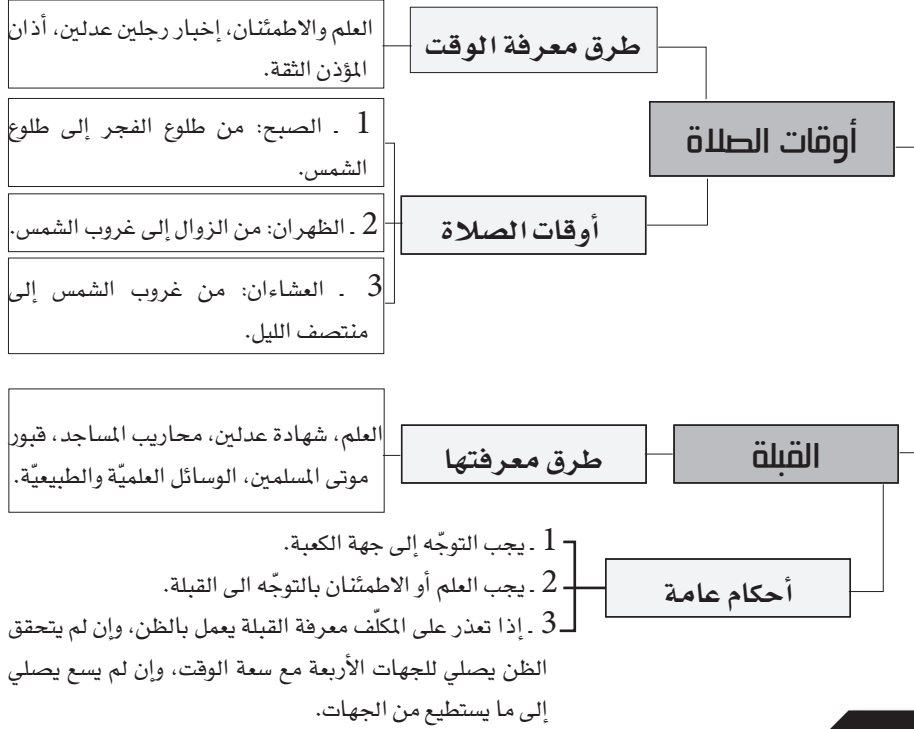 أوقات الصلاة
طرق معرفة الوقت
العلم والاطمئنان، إخبار رجلين عدلين، أذان
المؤذن الثقة.
أوقات الصلاة
1 ـ الصبح: من طلوع الفجر إلى طلوع
الشمس.
2 ـ الظهران: من الزوال إلى غروب الشمس.
3 ـ العشاءان: من غروب الشمس إلى
منتصف الليل.
القبلة
طرق معرفتها
العلم، شهادة عدلين، محاريب المساجد، قبور
موتى المسلمين، الوسائل العلميّة والطبيعيّة.
أحكام عامة
1 ـ يجب التوجّه إلى جهة الكعبة.
2 ـ يجب العلم أو الاطمئنان بالتوجّه الى القبلة.
3 ـ إذا تعذر على المكلّف معرفة القبلة يعمل بالظن، وإن لم يتحقق
الظن يصلي للجهات الأربعة مع سعة الوقت، وإن لم يسع يصلي
إلى ما يستطيع من الجهات.